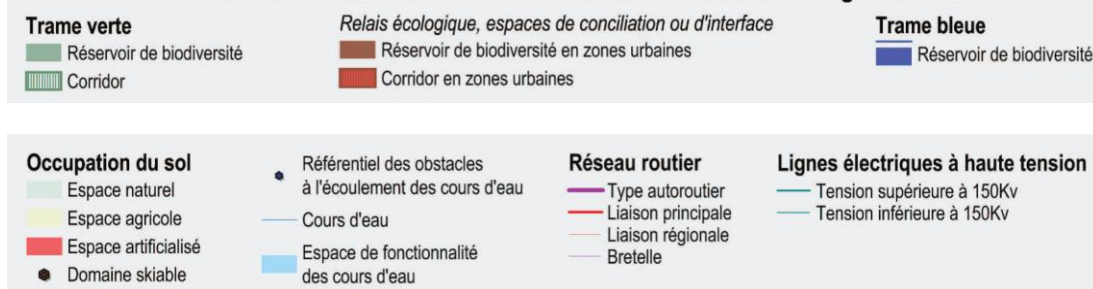 Trame verte
Réservoir de biodiversité
Corridor
Relais écologique, espaces de conciliation ou d'interface
Réservoir de biodiversité en zones urbaines
Corridor en zones urbaines
Trame bleue
Réservoir de biodiversité
Occupation du sol
Espace naturel
Espace agricole
Espace artificialisé
Domaine skiable
Référentiel des obstacles
à l'écoulement des cours d'eau
Cours d'eau
Espace de fonctionnalité
des cours d'eau
Réseau routier
Type autoroutier
Liaison principale
Liaison régionale
Bretelle
Lignes électriques à haute tension
Tension supérieure à 150Kv
Tension inférieure à 150Kv